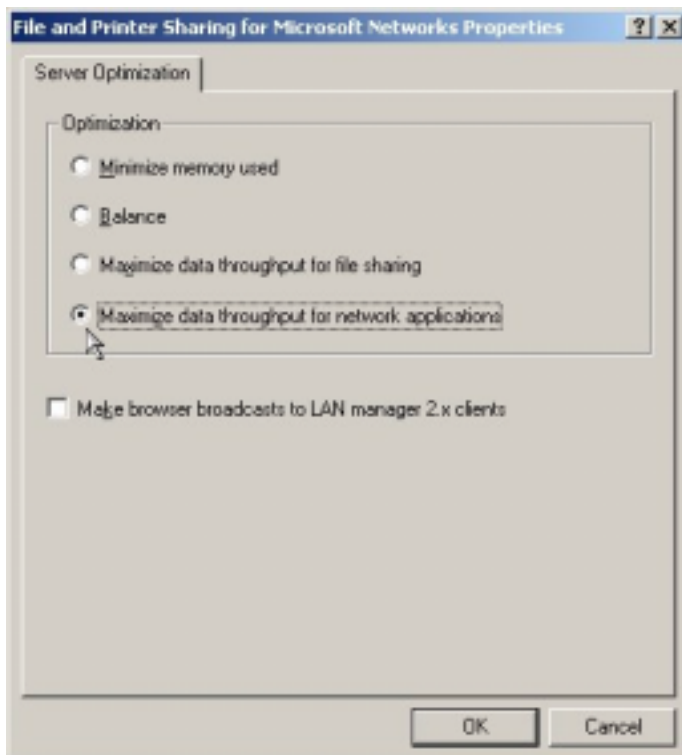 File and Printer Sharing for Microsoft Networks Properties
Server Optimization
Optimization
Minimize memory used
Balance
Maximize data throughput for file sharing
Maximize data throughput for network applications
Make browser broadcasts to LAN manager 2.x clients
OK Cancel